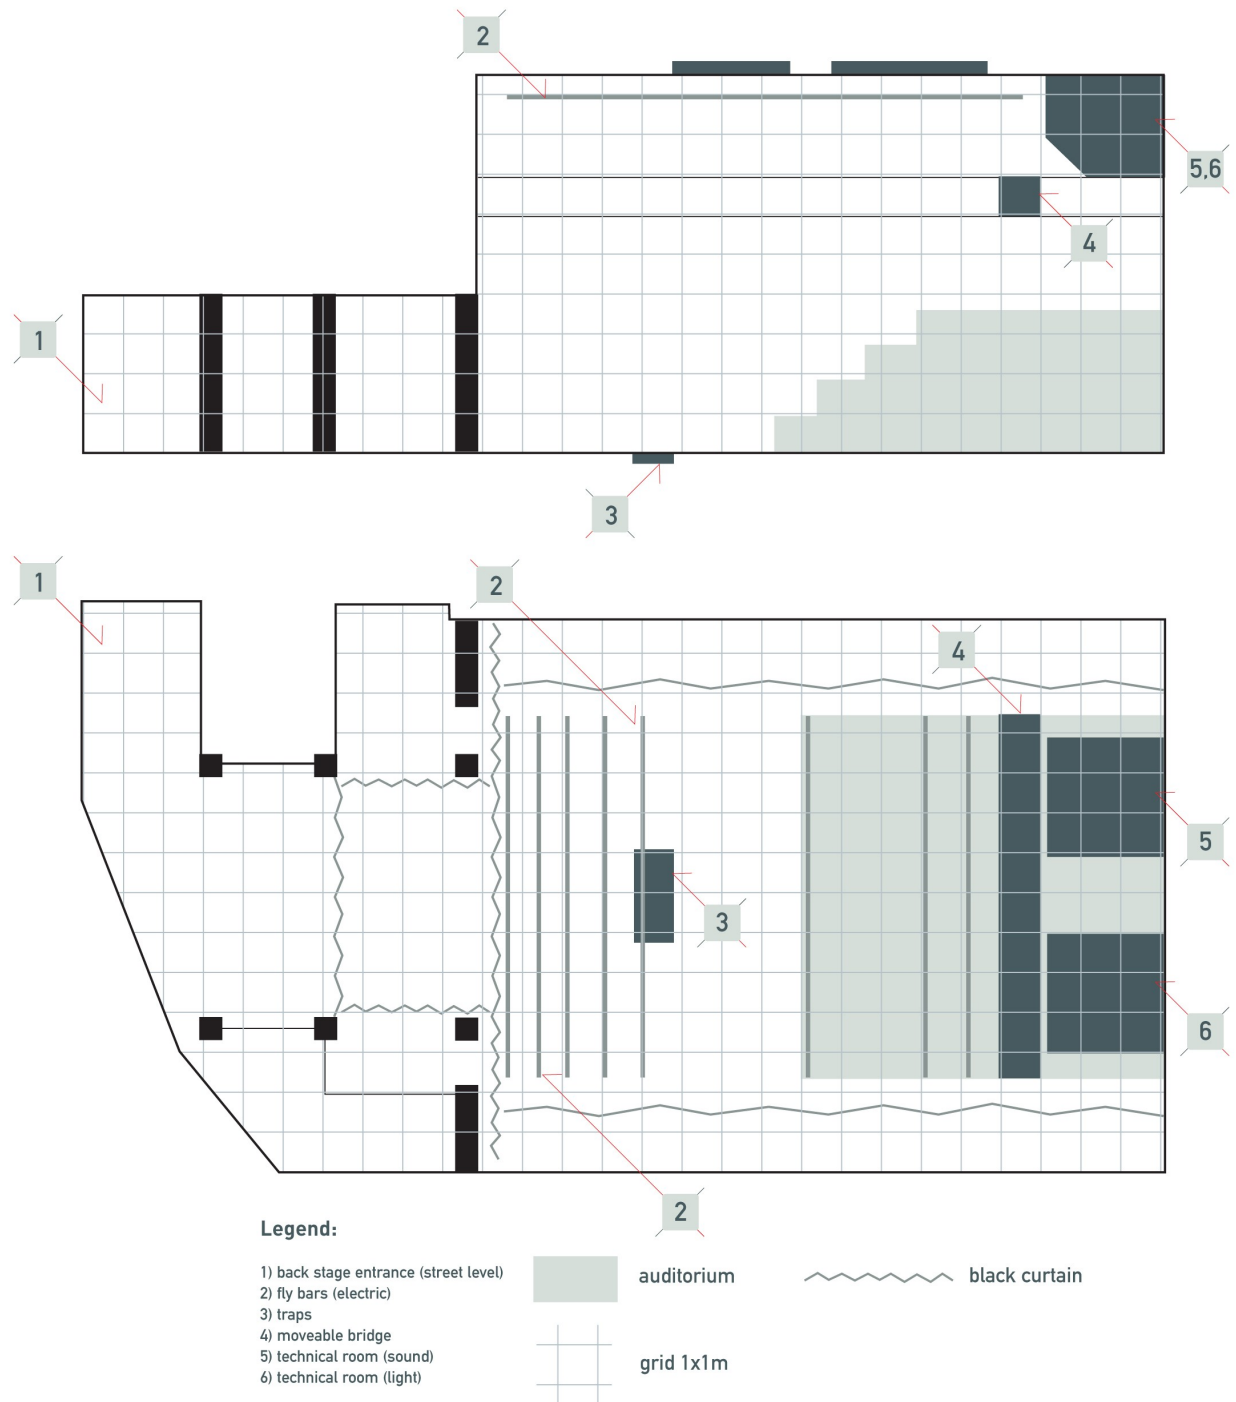 2
5,6
4
1
3
1
2
4
5
3
6
2
Legend:
1) back stage entrance (street level)
2) fly bars (electric)
3) traps
4) moveable bridge
5) technical room (sound)
6) technical room (light)
auditorium
black curtain
grid 1x1m